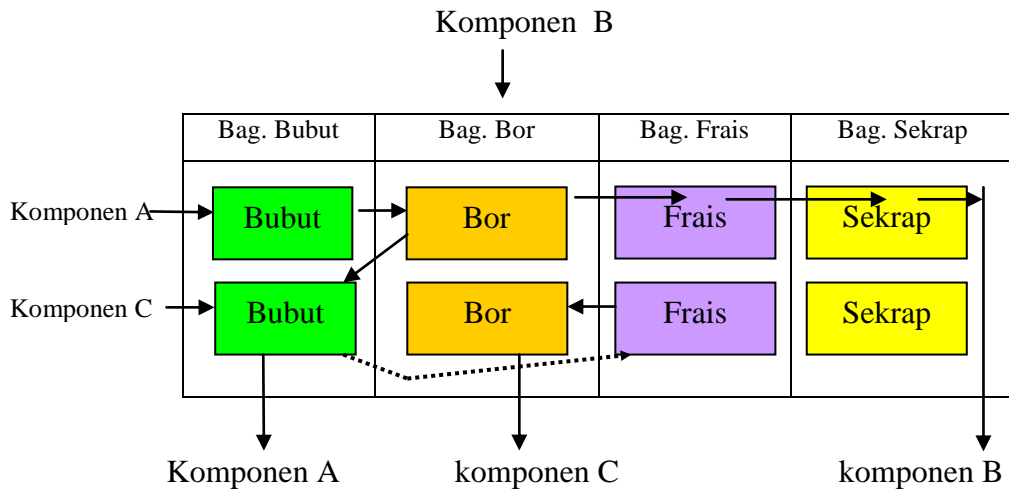 Komponen B
Bag. Bubut Bag. Bor Bag. Frais Bag. Sekrap
Komponen A Bubut Bor Frais Sekrap
Komponen C Bubut Bor Frais Sekrap
Komponen A komponen C komponen B